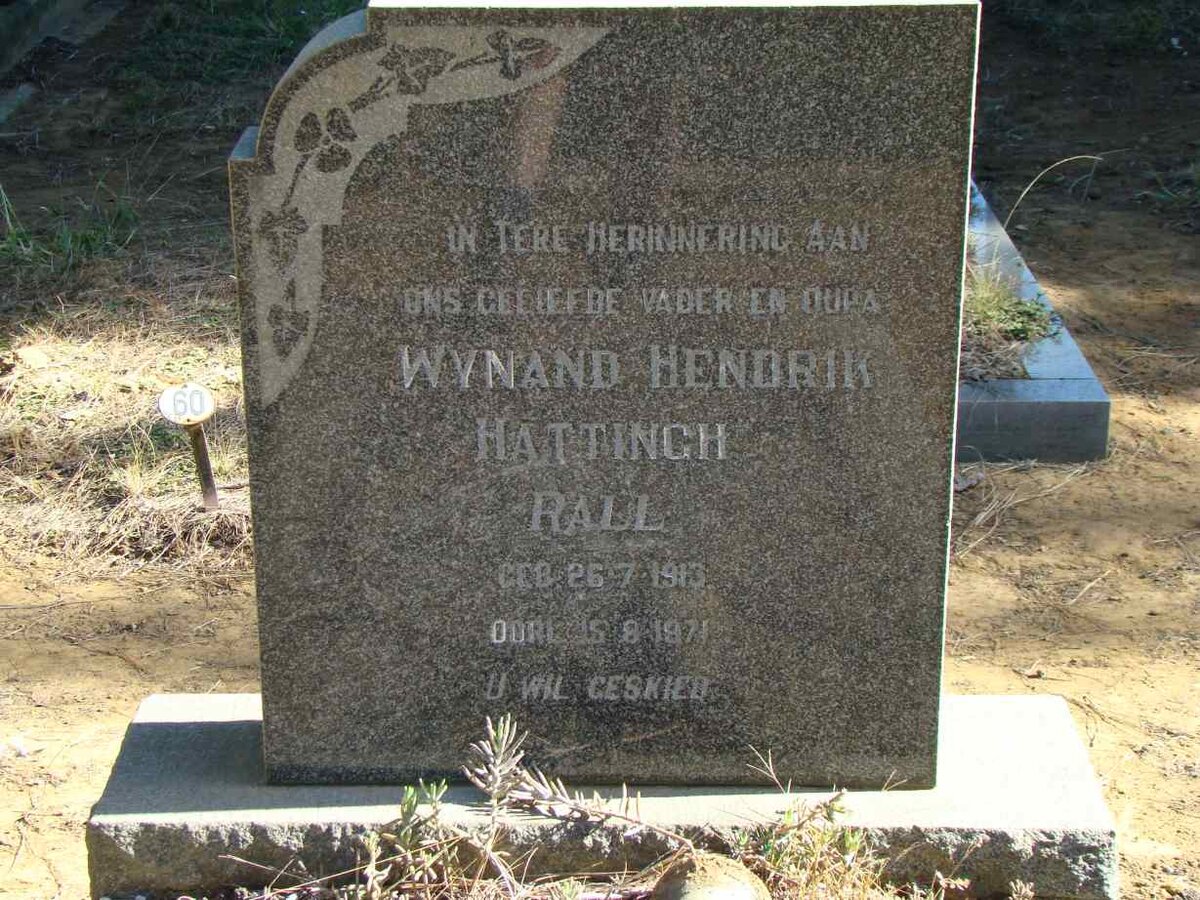 IN TERE HERINNERING AAN
ONS GELIEFDE VADER EN OUPA
WYNAND HENDRIK
HATTINGH
RALL
GEB 26·7·1913
OORL 15·8·1971
U WIL GESKIED
60